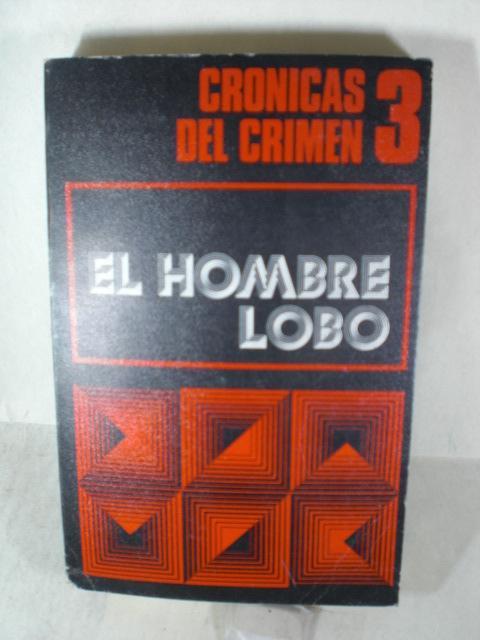 CRONICAS
DEL CRIMEN 3
EL HOMBRE
LOBO